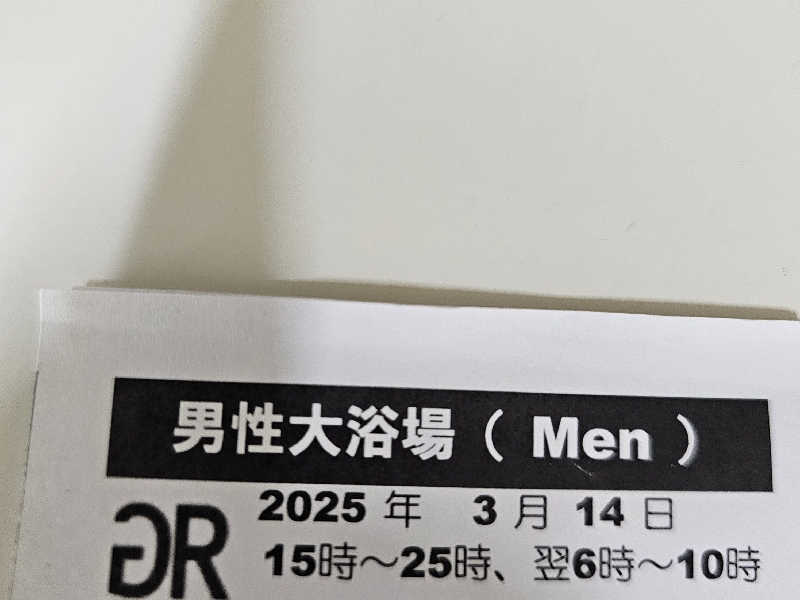 男性大浴場（ Men ）
2025 年 3 月 14 日
GR
15時～25時、翌6時～10時